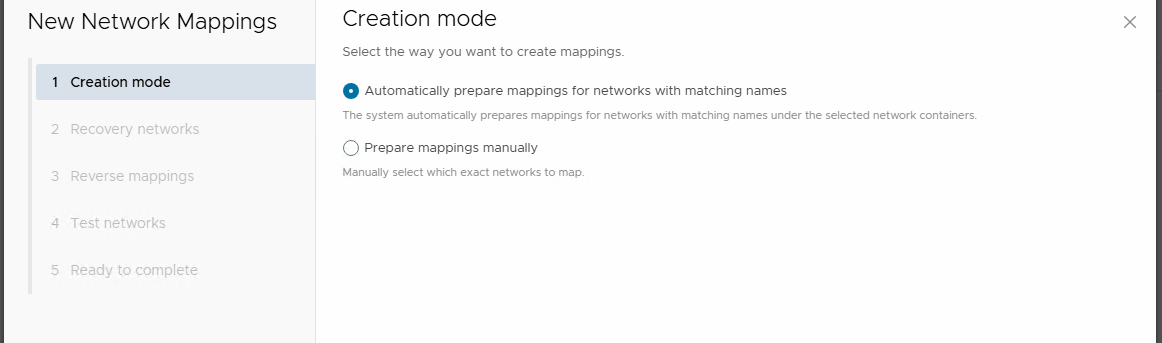 New Network Mappings
1 Creation mode
2 Recovery networks
3 Reverse mappings
4 Test networks
5 Ready to complete
Creation mode
Select the way you want to create mappings.
Automatically prepare mappings for networks with matching names
The system automatically prepares mappings for networks with matching names under the selected network containers.
Prepare mappings manually
Manually select which exact networks to map.